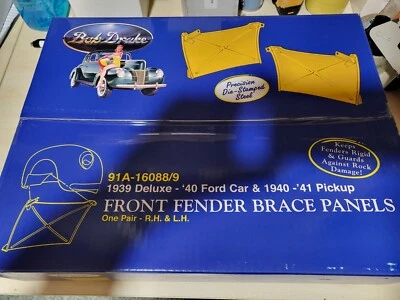 Bob Drake
Precision
Die-Stamped
Steel
Keeps
Fenders Rigid
& Guards
Against Rock
Damage!
91A-16088/9
1939 Deluxe - '40 Ford Car & 1940 -'41 Pickup
FRONT FENDER BRACE PANELS
One Pair - R.H. & L.H.